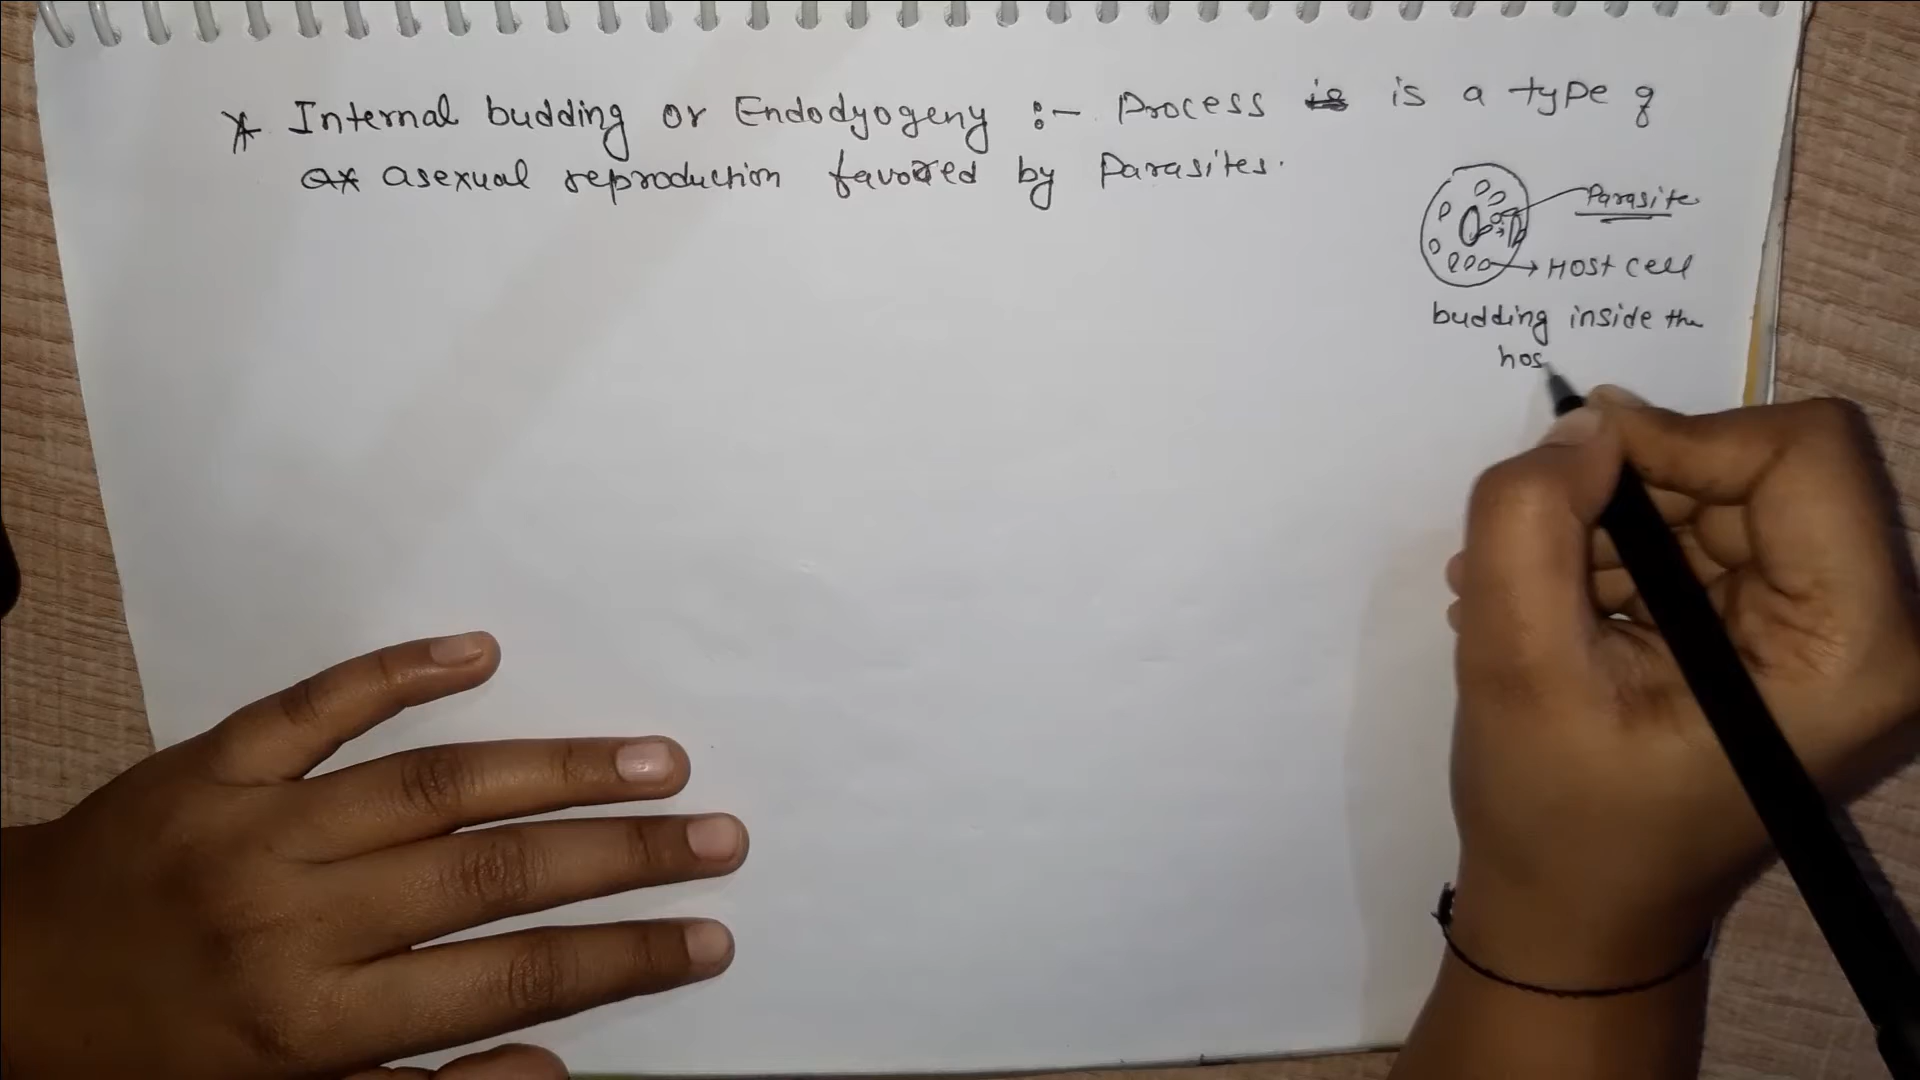 * Internal budding or Endodyogeny :- Process is is a type of
asexual reproduction favored by Parasites.
Parasite
Host cell
budding inside the
hos